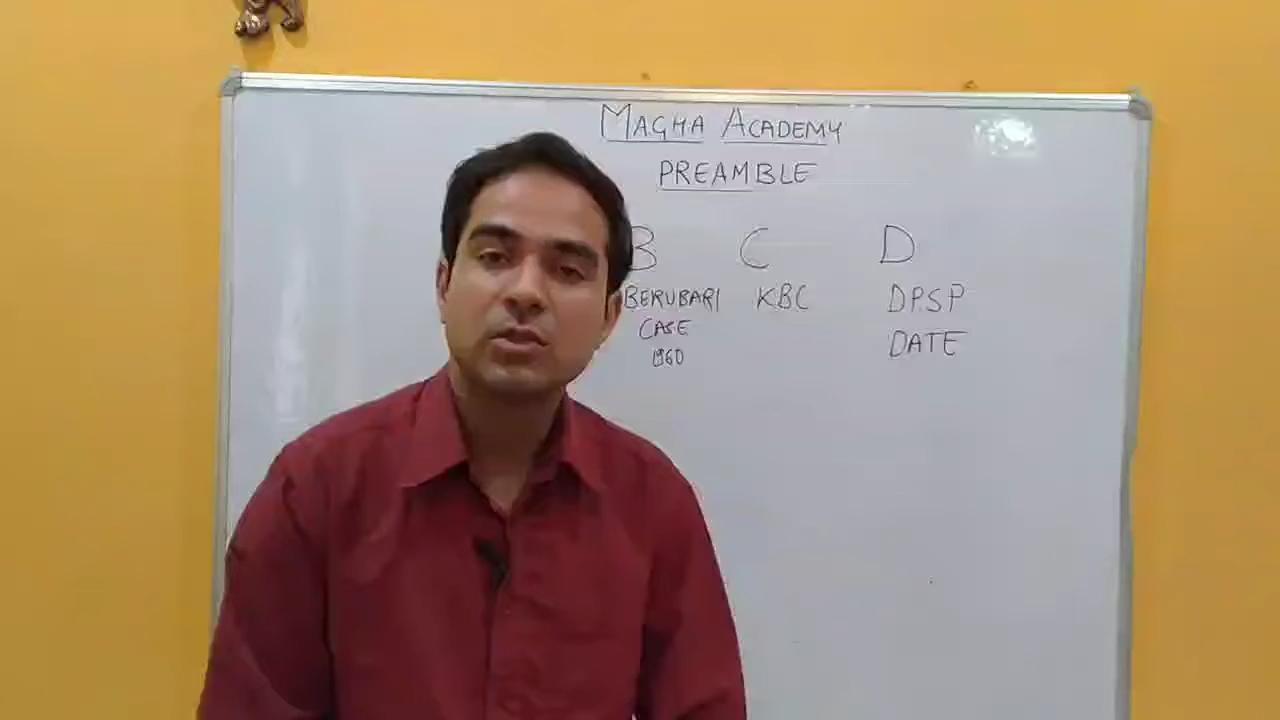 MAGHA ACADEMY
PREAMBLE
B C D
BERUBARI KBC DPSP
CASE DATE
1960